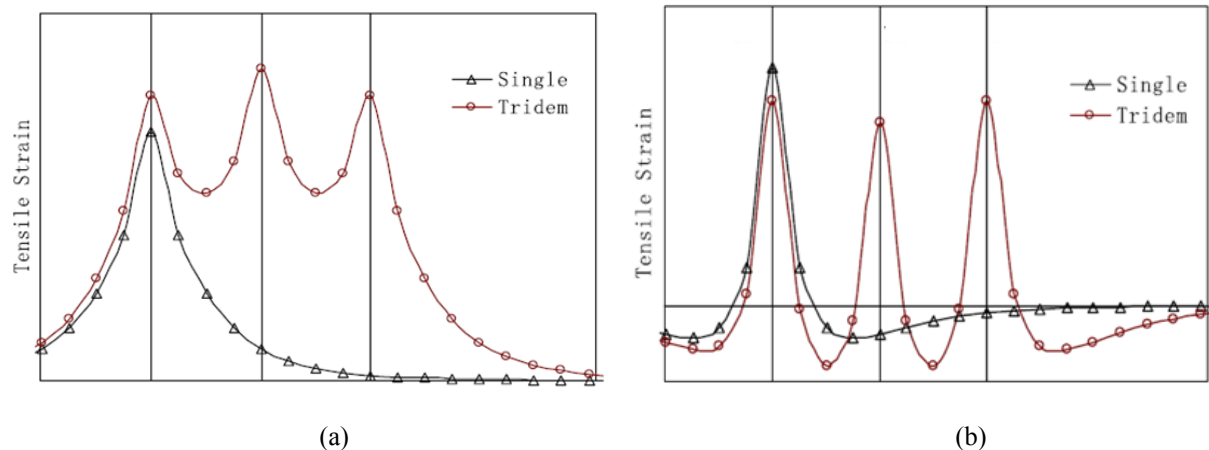 Tensile Strain
Single
Tridem
(a)
Tensile Strain
Single
Tridem
(b)